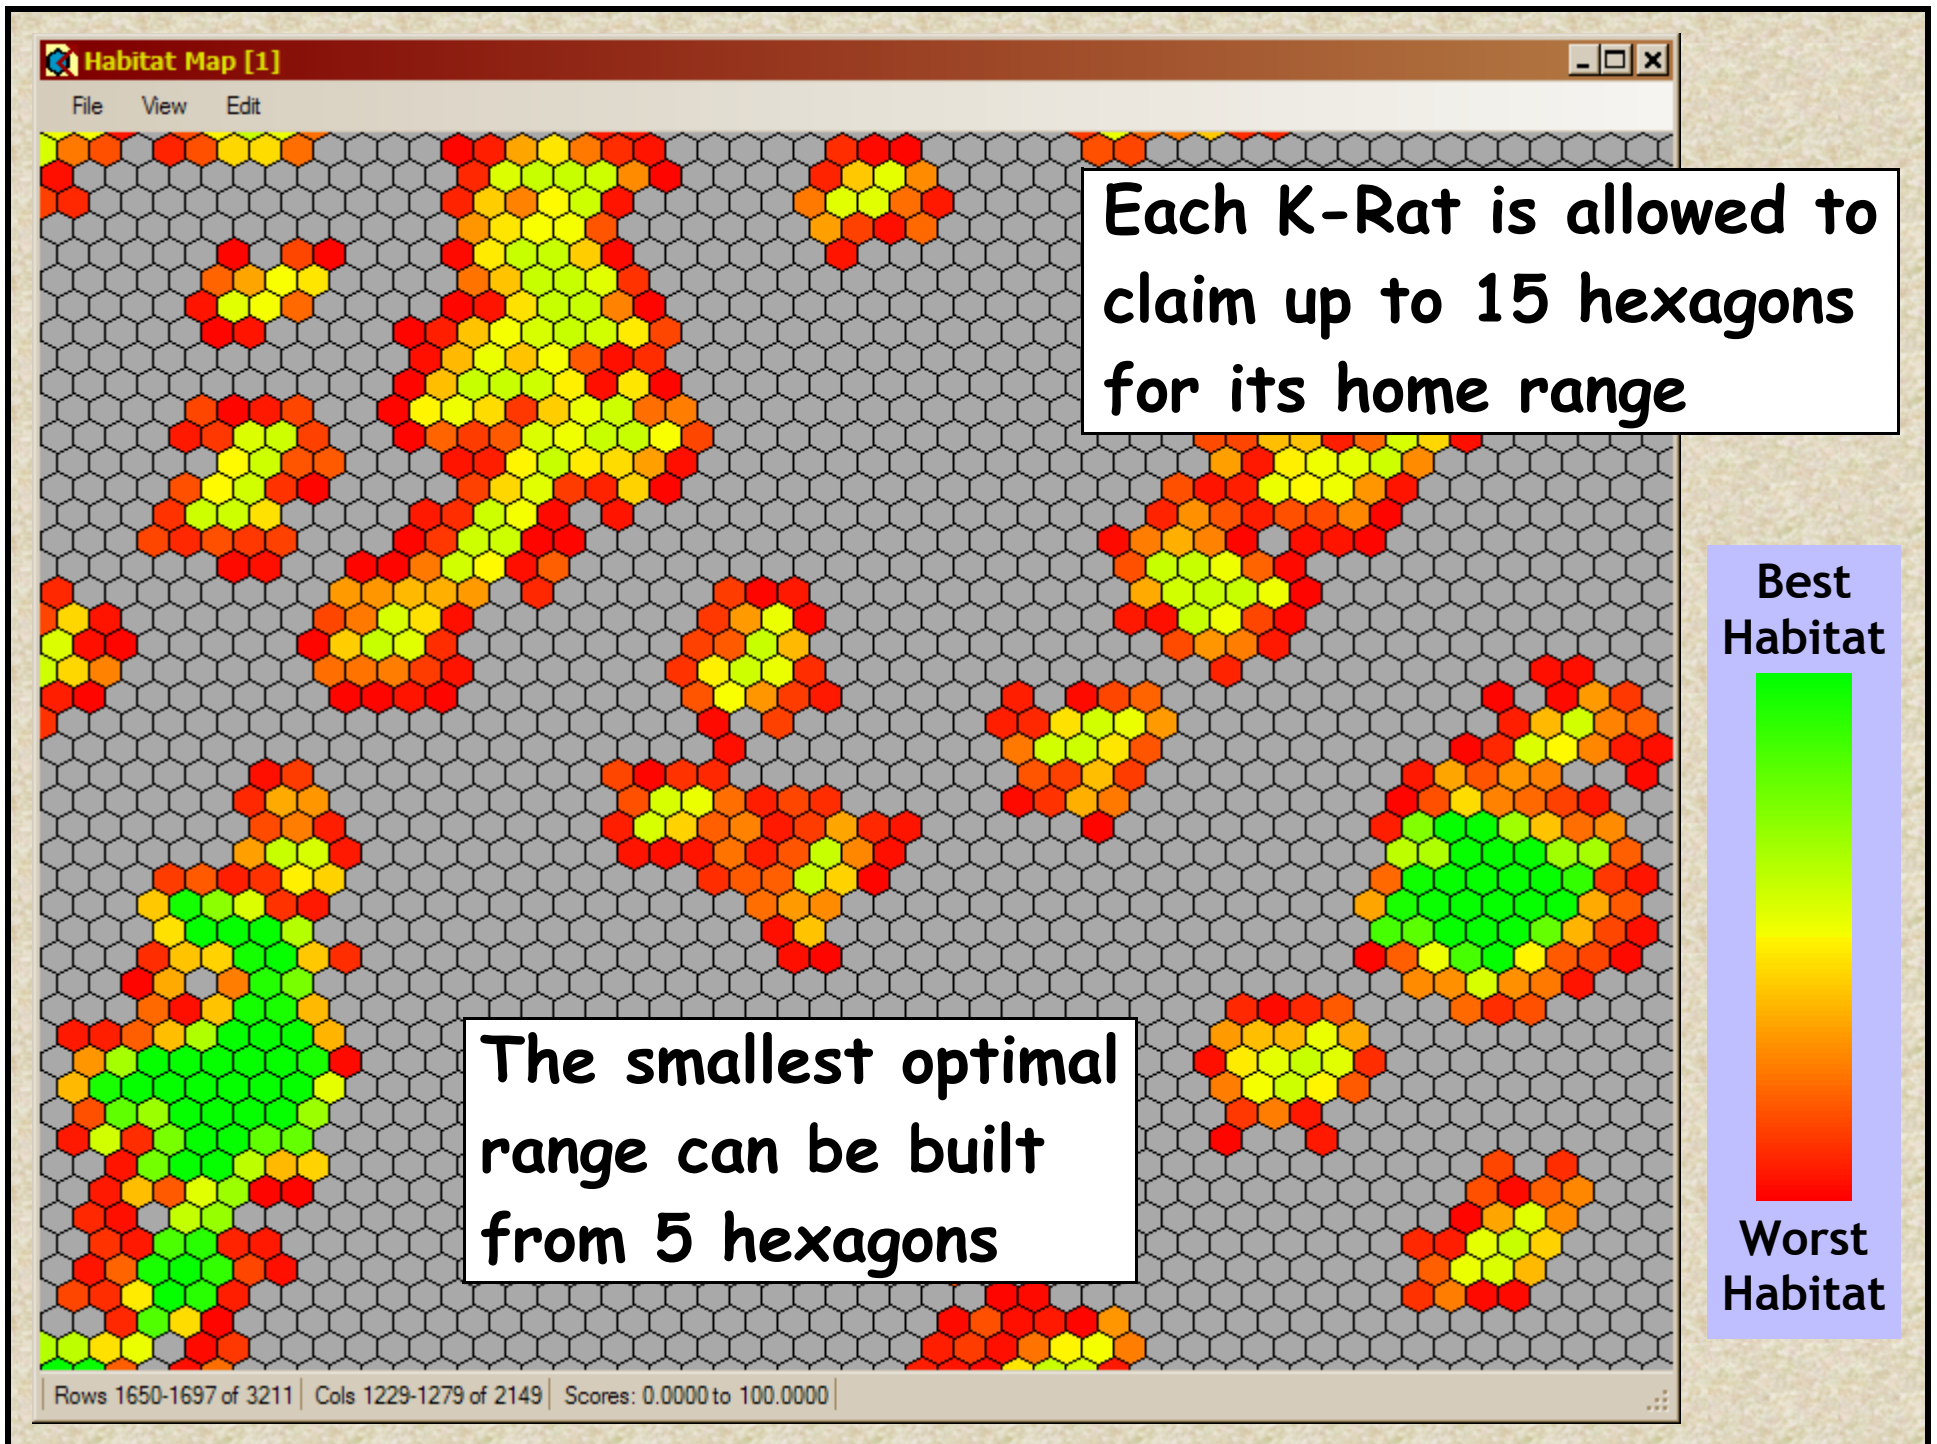 Habitat Map [1]
File View Edit
Each K-Rat is allowed to
claim up to 15 hexagons
for its home range
Best
Habitat
Worst
Habitat
The smallest optimal
range can be built
from 5 hexagons
Rows 1650-1697 of 3211 Cols 1229-1279 of 2149 Scores: 0.0000 to 100.0000